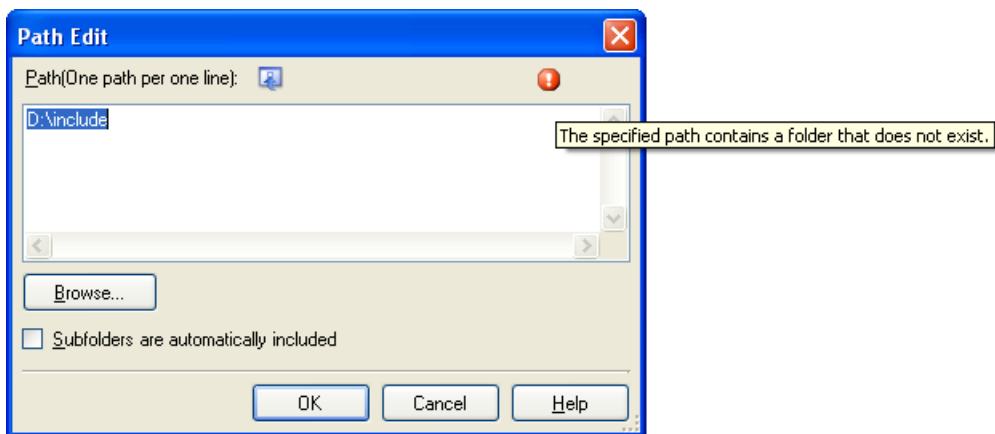 Path Edit
Path(One path per one line):
D:\include
The specified path contains a folder that does not exist.
Browse...
Subfolders are automatically included
OK Cancel Help